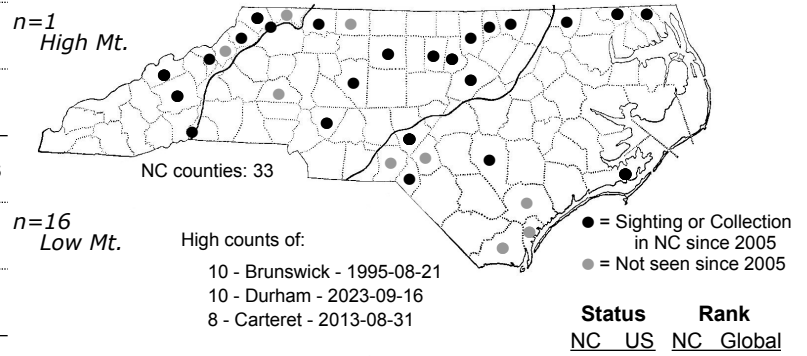 n=1
High Mt.
NC counties: 33
n=16
Low Mt.
High counts of:
10 - Brunswick - 1995-08-21
10 - Durham - 2023-09-16
8 - Carteret - 2013-08-31
= Sighting or Collection
in NC since 2005
= Not seen since 2005
Status Rank
NC US NC Global